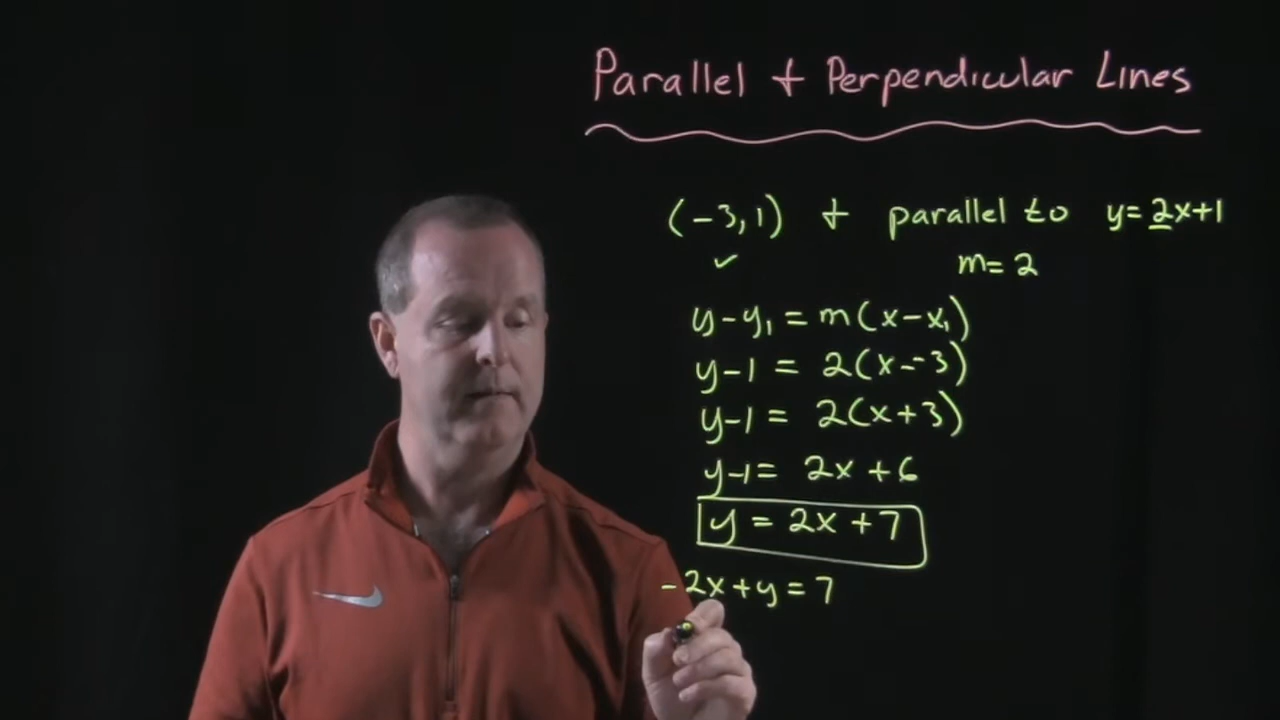 Parallel + Perpendicular Lines
(-3,1) + parallel to y=2x+1
m=2
y-y₁=m(x-x₁)
y-1 = 2(x--3)
y-1 = 2(x+3)
y-1= 2x+6
y = 2x+7
-2x+y=7